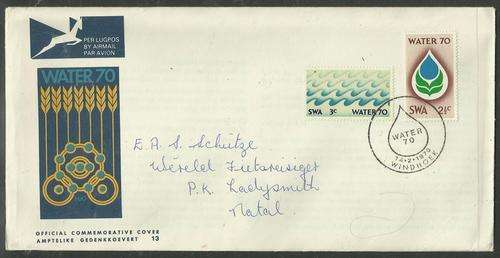 PER LUGPOS
BY AIRMAIL
PAR AVION
WATER 70
SWA 3c WATER 70
WATER 70
SWA 2½c
WATER
70
WINDHOEK
E A S Schütze
Wêreld
P.K. Ladysmith
Natal
OFFICIAL COMMEMORATIVE COVER
AMPTELIKE GEDENKKOEVERT 13